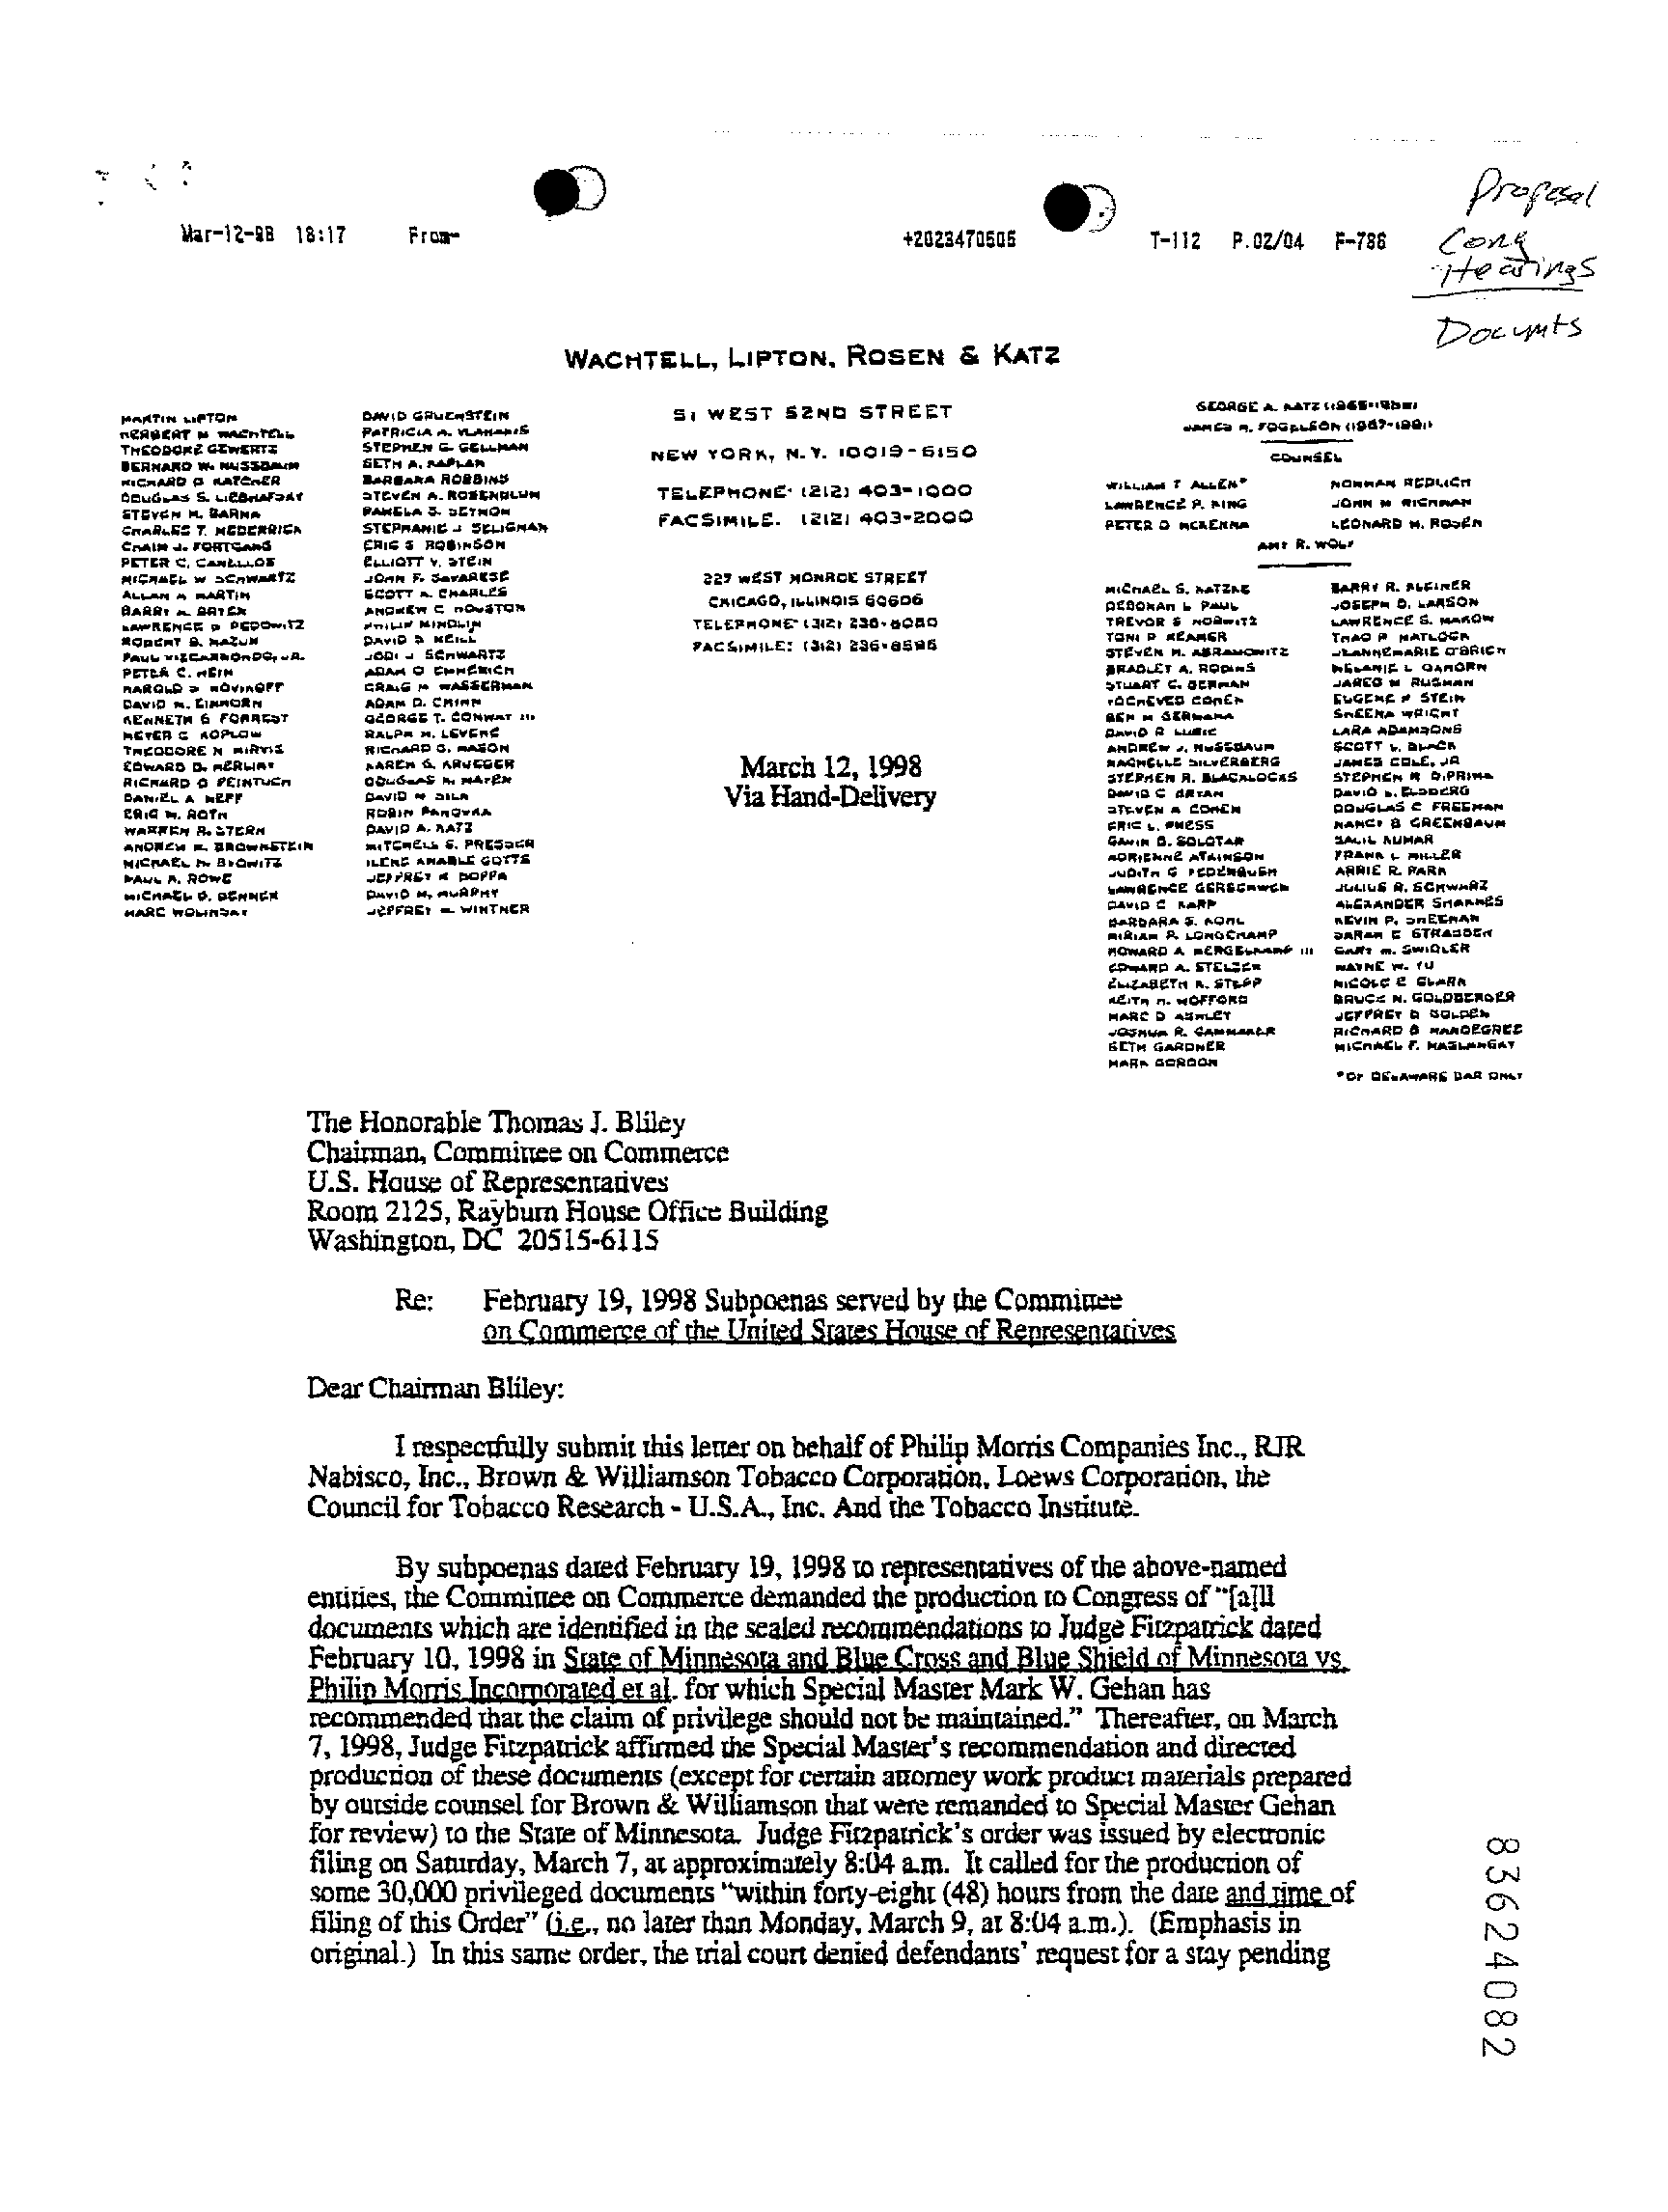 Proposal
Cong
Hearings
Documts
Mar-12-98 18:17 From-
+2023470505
T-112 P.02/04 F-786
WACHTELL, LIPTON, ROSEN & KATZ
MARTIN LIPTON
HERBERT M. WACHTELL
THEODORE GEWERTZ
BERNARD W. NUSSBAUM
RICHARD D. KATCHER
STEVEN M. BARNA
CHARLES T. NEDERRICH
CHAIM J. FORTGANG
PETER C. CANELLOS
MICHAEL W. SCHWARTZ
ALLAN A. MARTIN
BARRY A. BRYER
LAWRENCE B. PEDOWITZ
ROBERT B. MAZUR
PAUL VIZCARRONDO, JR.
PETER C. HEIN
HAROLD S. NOVIKOFF
DAVID M. EINHORN
KENNETH B. FORREST
MEYER G. KOPLOW
THEODORE N. MIRVIS
EDWARD D. HERLIHY
RICHARD D. FEINTUCH
DANIEL A. NEFF
ERIC M. ROTH
WARREN R. STERN
ANDREW R. BROWNSTEIN
MICHAEL H. BYOWITZ
PAUL K. ROWE
MARC WOLINSKY
DAVID GRUENSTEIN
PATRICIA A. VLAHAKIS
STEPHEN G. GELLMAN
SETH A. KAPLAN
BARBARA ROBBINS
STEVEN A. ROSENBLUM
PAMELA S. SEYMON
STEPHANIE J. SELIGMAN
ERIC S. ROBINSON
ELLIOTT V. STEIN
JOHN F. SAVARESE
SCOTT K. CHARLES
ANDREW C. HOUSTON
PHILIP MINDLIN
DAVID S. NEILL
JODI J. SCHWARTZ
ADAM O. EMMERICH
CRAIG M. WASSERMAN
ADAM D. CHINN
GEORGE T. CONWAY III
RALPH M. LEVENE
RICHARD G. MASON
KAREN G. KRUEGER
DOUGLAS K. MAYER
DAVID M. SILK
ROBIN PANOVKA
DAVID A. KATZ
MITCHELL S. PRESSER
ILENE KNABLE GOTTS
JEFFREY R. BOFFA
DAVID M. MURPHY
JEFFREY M. WINTNER
51 WEST 52ND STREET
NEW YORK, N.Y. 10019-6150
TELEPHONE: (212) 403-1000
FACSIMILE: (212) 403-2000
227 WEST MONROE STREET
CHICAGO, ILLINOIS 60606
TELEPHONE: (312) 236-6080
FACSIMILE: (312) 236-8595
GEORGE A. KATZ
JAMES H. FOGELSON (1967-1991)
COUNSEL
WILLIAM T. ALLEN*
LAWRENCE P. KING
PETER D. MCKENNA
NORMAN REDLICH
JOHN M. RICHMAN
LEONARD M. ROSEN
AMY R. WOLF
MICHAEL S. KATZKE
DEBORAH L. PAUL
TREVOR S. NORWITZ
TONI P. KEAMER
STEVEN M. ABRAMOWITZ
BRADLEY A. ROBINS
STUART C. BERMAN
YOCHEVED COHEN
BEN M. GERMANA
ANDREW J. NUSSBAUM
RACHELLE SILVERBERG
STEPHEN R. BLACKLOCKS
DAVID C. BRYAN
STEVEN A. COHEN
GAVIN D. SOLOTAR
ADRIENNE ATKINSON
LAWRENCE GERSCHWER
DAVID C. KARP
BARBARA S. KOHL
MIRIAM P. LONGCHAMP
EDWARD A. STELZER
ELIZABETH R. STEPP
KEITH H. WOFFORD
MARC D. ASHLEY
JOSHUA R. CAMMAKER
SETH GARDNER
MARK GORDON
BARRY R. KLEINER
JOSEPH D. LARSON
LAWRENCE S. MAKOW
THAO P. MATLOCK
JEANNEMARIE O'BRIEN
JARED M. RUSMAN
EUGENE P. STEIN
SHEENA WRIGHT
LARA ADAMSONS
SCOTT L. BLACK
JAMES COLE, JR
STEPHEN R. DIPRIMA
DAVID L. ELSBERG
DOUGLAS C. FREEMAN
NANCY B. GREENBAUM
SALIL KUMAR
FRANK L. MILLER
ARNIE R. PARK
JULIUS R. SCHWARZ
ALEXANDER SHAKNES
KEVIN P. SHEEHAN
GARY M. SWIDLER
WAYNE W. YU
NICOLE E. CLARK
BRUCE N. GOLDBERGER
JEFFREY D. GOLDEN
RICHARD B. HARDEGREE
MICHAEL F. MASLANSKY
*OF DELAWARE BAR ONLY
March 12, 1998
Via Hand-Delivery
The Honorable Thomas J. Bliley
Chairman, Committee on Commerce
U.S. House of Representatives
Room 2125, Rayburn House Office Building
Washington, DC 20515-6115
Re: February 19, 1998 Subpoenas served by the Committee
on Commerce of the United States House of Representatives
Dear Chairman Bliley:
I respectfully submit this letter on behalf of Philip Morris Companies Inc., RJR
Nabisco, Inc., Brown & Williamson Tobacco Corporation, Loews Corporation, the
Council for Tobacco Research - U.S.A., Inc. And the Tobacco Institute.
By subpoenas dated February 19, 1998 to representatives of the above-named
entities, the Committee on Commerce demanded the production to Congress of "[a]ll
documents which are identified in the sealed recommendations to Judge Fitzpatrick dated
February 10, 1998 in State of Minnesota and Blue Cross and Blue Shield of Minnesota vs.
Philip Morris Incorporated et al. for which Special Master Mark W. Gehan has
recommended that the claim of privilege should not be maintained." Thereafter, on March
7, 1998, Judge Fitzpatrick affirmed the Special Master's recommendation and directed
production of these documents (except for certain attorney work product materials prepared
by outside counsel for Brown & Williamson that were remanded to Special Master Gehan
for review) to the State of Minnesota. Judge Fitzpatrick's order was issued by electronic
filing on Saturday, March 7, at approximately 8:04 a.m. It called for the production of
some 30,000 privileged documents "within forty-eight (48) hours from the date and time of
filing of this Order" (i.e., no later than Monday, March 9, at 8:04 a.m.). (Emphasis in
original.) In this same order, the trial court denied defendants' request for a stay pending
83624082